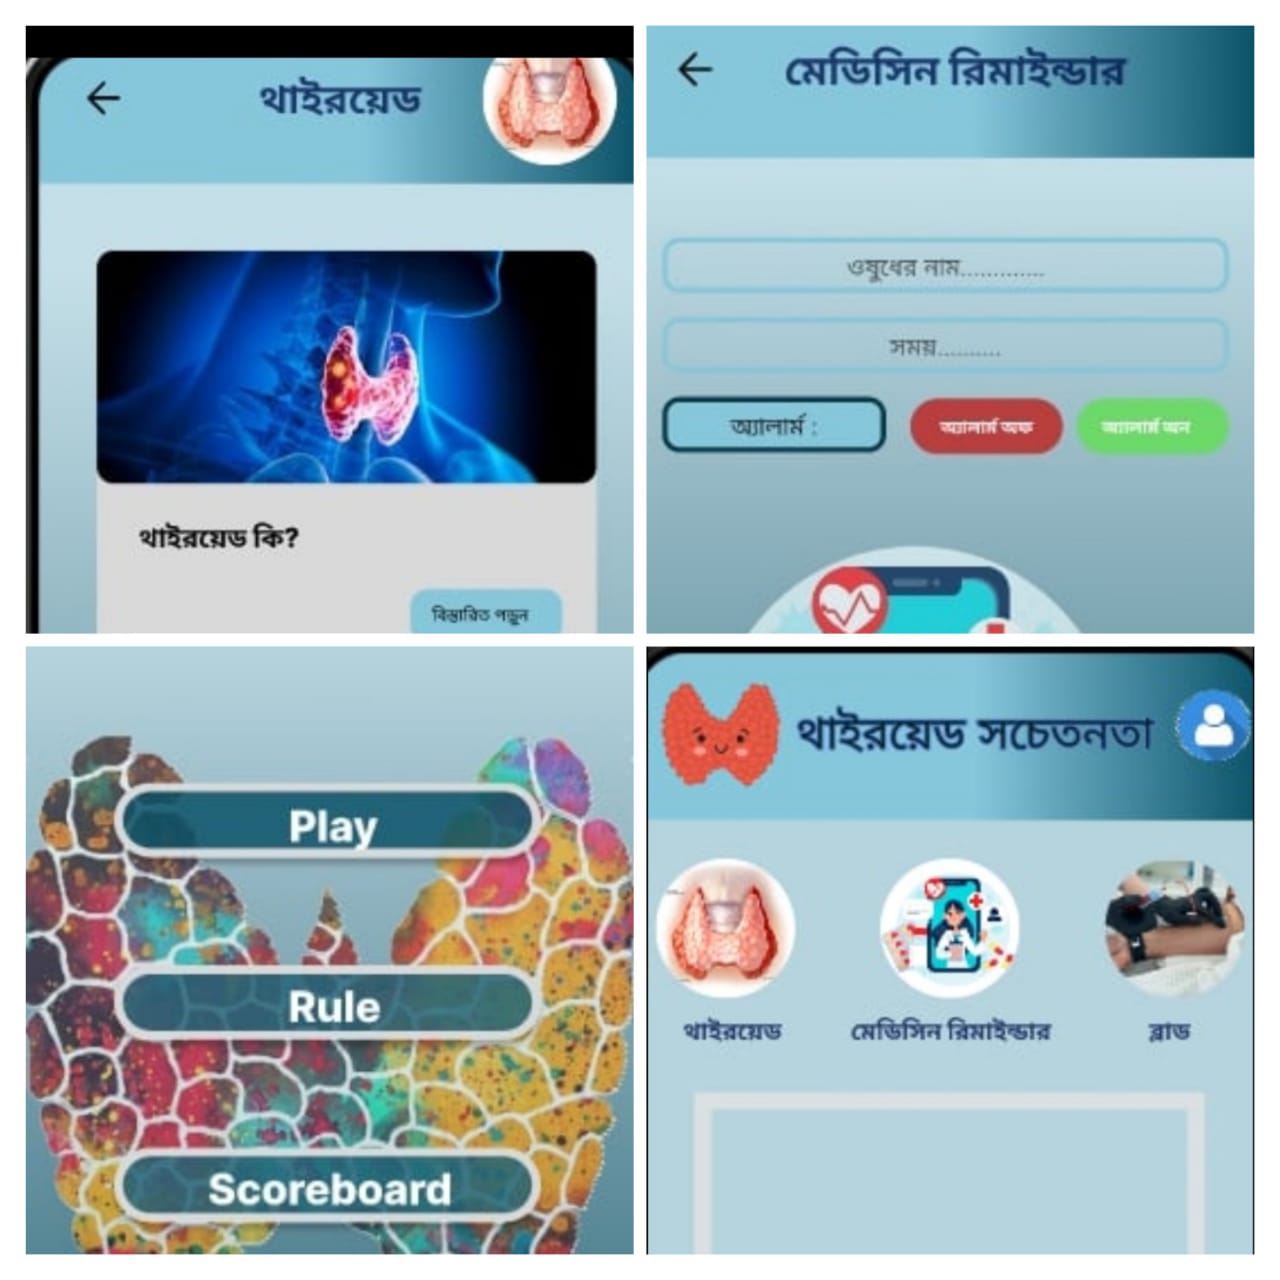 থাইরয়েড
থাইরয়েড কি?
বিস্তারিত পড়ুন
মেডিসিন রিমাইন্ডার
ওষুধের নাম.............
সময়..........
অ্যালার্ম :
অ্যালার্ম অফ
অ্যালার্ম অন
Play
Rule
Scoreboard
থাইরয়েড সচেতনতা
থাইরয়েড
মেডিসিন রিমাইন্ডার
ব্লাড